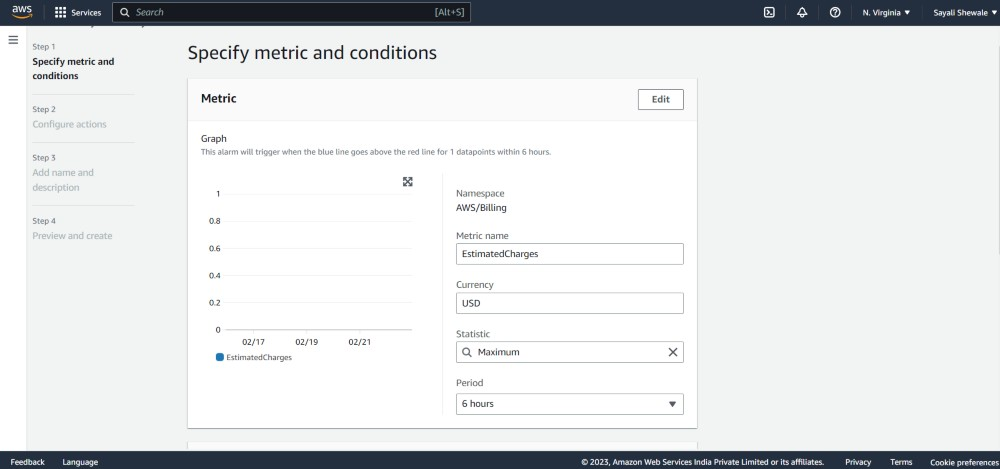 aws
Services
Search
[Alt+S]
N. Virginia
Sayali Shewale
Step 1
Specify metric and
conditions
Step 2
Configure actions
Step 3
Add name and
description
Step 4
Preview and create
Specify metric and conditions
Metric
Edit
Graph
This alarm will trigger when the blue line goes above the red line for 1 datapoints within 6 hours.
1
0.8
0.6
0.4
0.2
0
02/17 02/19 02/21
EstimatedCharges
Namespace
AWS/Billing
Metric name
EstimatedCharges
Currency
USD
Statistic
Maximum
Period
6 hours
Feedback
Language
© 2023, Amazon Web Services India Private Limited or its affiliates.
Privacy
Terms
Cookie preferences